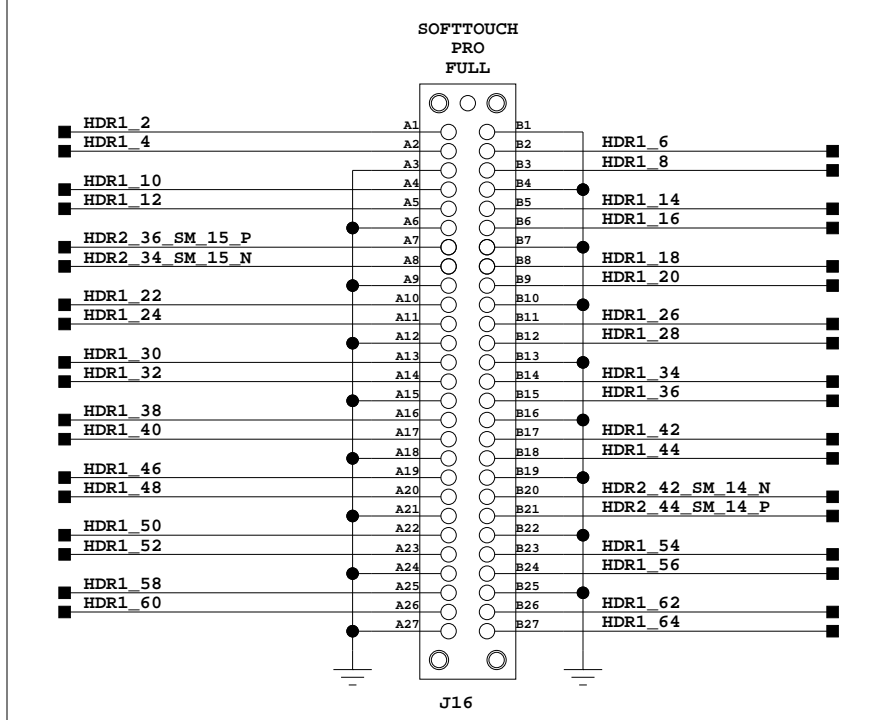 SOFTTOUCH
PRO
FULL
HDR1_2 A1 B1
HDR1_4 A2 B2 HDR1_6
A3 B3 HDR1_8
HDR1_10 A4 B4
HDR1_12 A5 B5 HDR1_14
A6 B6 HDR1_16
HDR2_36_SM_15_P A7 B7
HDR2_34_SM_15_N A8 B8 HDR1_18
A9 B9 HDR1_20
HDR1_22 A10 B10
HDR1_24 A11 B11 HDR1_26
A12 B12 HDR1_28
HDR1_30 A13 B13
HDR1_32 A14 B14 HDR1_34
A15 B15 HDR1_36
HDR1_38 A16 B16
HDR1_40 A17 B17 HDR1_42
A18 B18 HDR1_44
HDR1_46 A19 B19
HDR1_48 A20 B20 HDR2_42_SM_14_N
A21 B21 HDR2_44_SM_14_P
HDR1_50 A22 B22
HDR1_52 A23 B23 HDR1_54
A24 B24 HDR1_56
HDR1_58 A25 B25
HDR1_60 A26 B26 HDR1_62
A27 B27 HDR1_64
J16